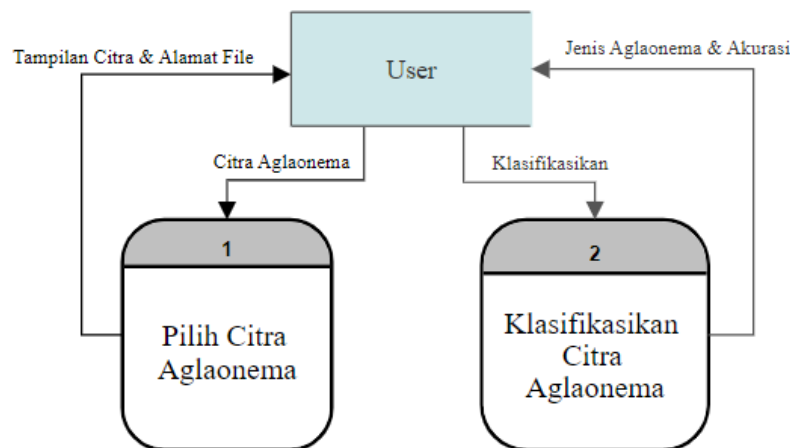 Tampilan Citra & Alamat File
User
Jenis Aglaonema & Akurasi
Citra Aglaonema
Klasifikasikan
1
Pilih Citra
Aglaonema
2
Klasifikasikan
Citra
Aglaonema